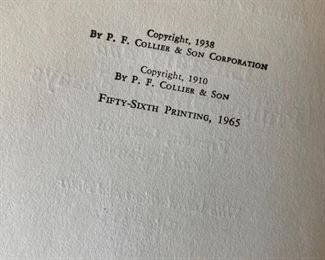 Copyright, 1938
By P. F. Collier & Son Corporation
Copyright, 1910
By P. F. Collier & Son
Fifty-Sixth Printing, 1965